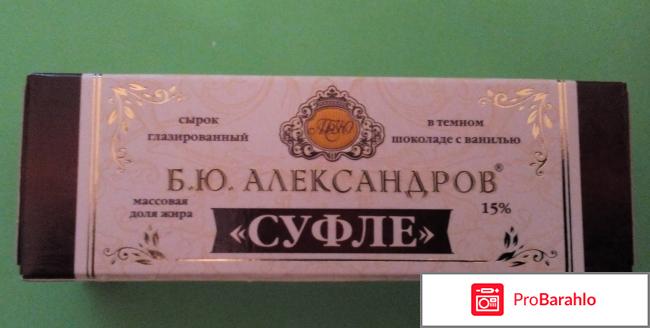 сырок
глазированный
в темном
шоколаде с ванилью
Б.Ю. АЛЕКСАНДРОВ®
массовая
доля жира
15%
«СУФЛЕ»
ProBarahlo